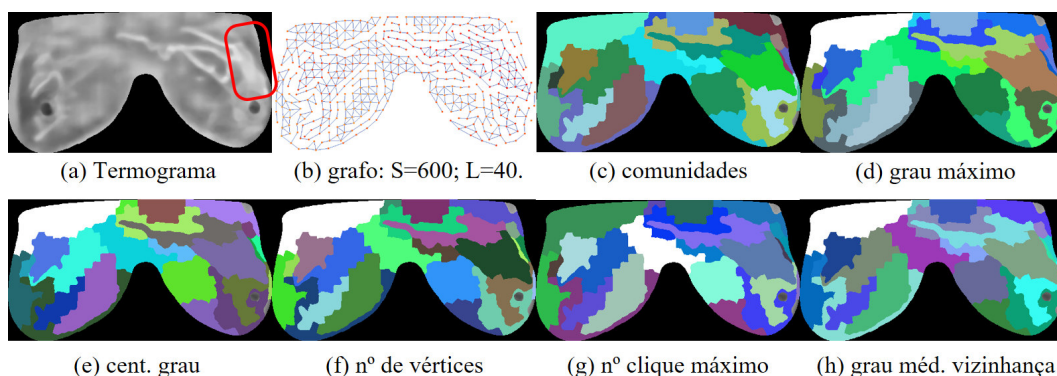 (a) Termograma
(b) grafo: S=600; L=40.
(c) comunidades
(d) grau máximo
(e) cent. grau
(f) nº de vértices
(g) nº clique máximo
(h) grau méd. vizinhança